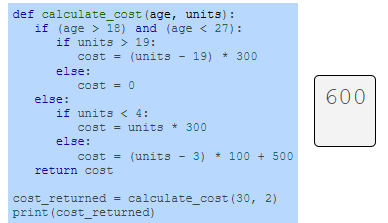 def calculate_cost(age, units):
    if (age > 18) and (age < 27):
        if units > 19:
            cost = (units - 19) * 300
        else:
            cost = 0
    else:
        if units < 4:
            cost = units * 300
        else:
            cost = (units - 3) * 100 + 500
    return cost

cost_returned = calculate_cost(30, 2)
print(cost_returned)
600